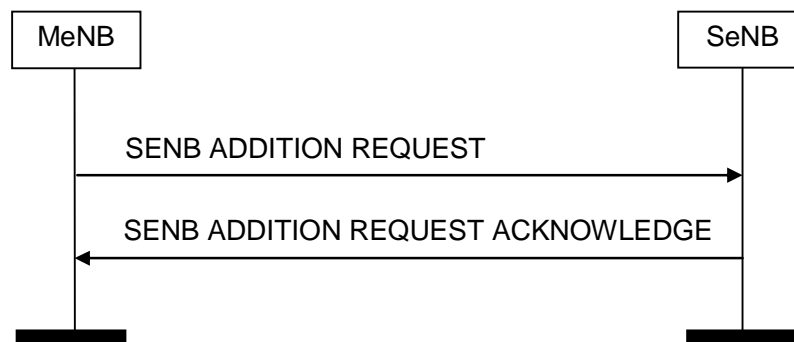 MeNB
SeNB
SENB ADDITION REQUEST
SENB ADDITION REQUEST ACKNOWLEDGE